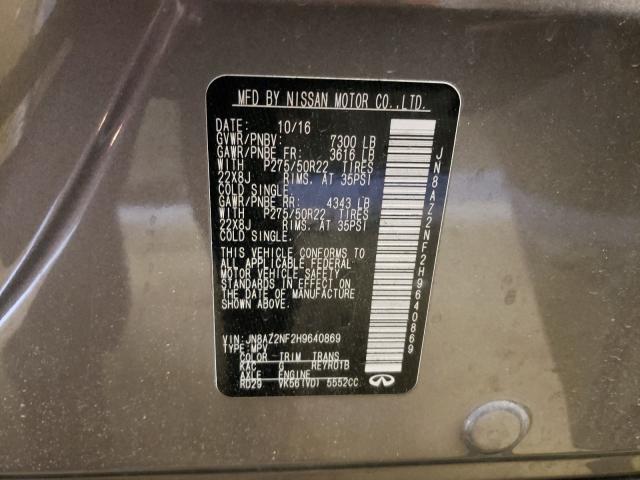 MFD BY NISSAN MOTOR CO.,LTD.
DATE: 10/16
GVWR/PNBV: 7300 LB
GAWR/PNBE FR: 3616 LB
WITH P275/50R22 TIRES
22X8J RIMS, AT 35PSI
COLD SINGLE.
GAWR/PNBE RR: 4343 LB
WITH P275/50R22 TIRES
22X8J RIMS, AT 35PSI
COLD SINGLE.
THIS VEHICLE CONFORMS TO
ALL APPLICABLE FEDERAL
MOTOR VEHICLE SAFETY
STANDARDS IN EFFECT ON
THE DATE OF MANUFACTURE
SHOWN ABOVE.
VIN:JN8AZ2NF2H9640869
TYPE:MPV
COLOR TRIM TRANS
KAC G RE7R01B
AXLE ENGINE
RD29 VK56(VD) 5552CC
JN8AZ2NF2H9640869